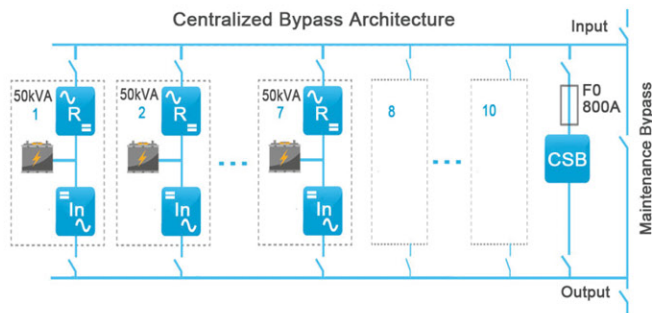 Centralized Bypass Architecture
Input
50kVA
1
R
In
50kVA
2
R
In
50kVA
7
R
In
8
10
F0
800A
CSB
Maintenance Bypass
Output